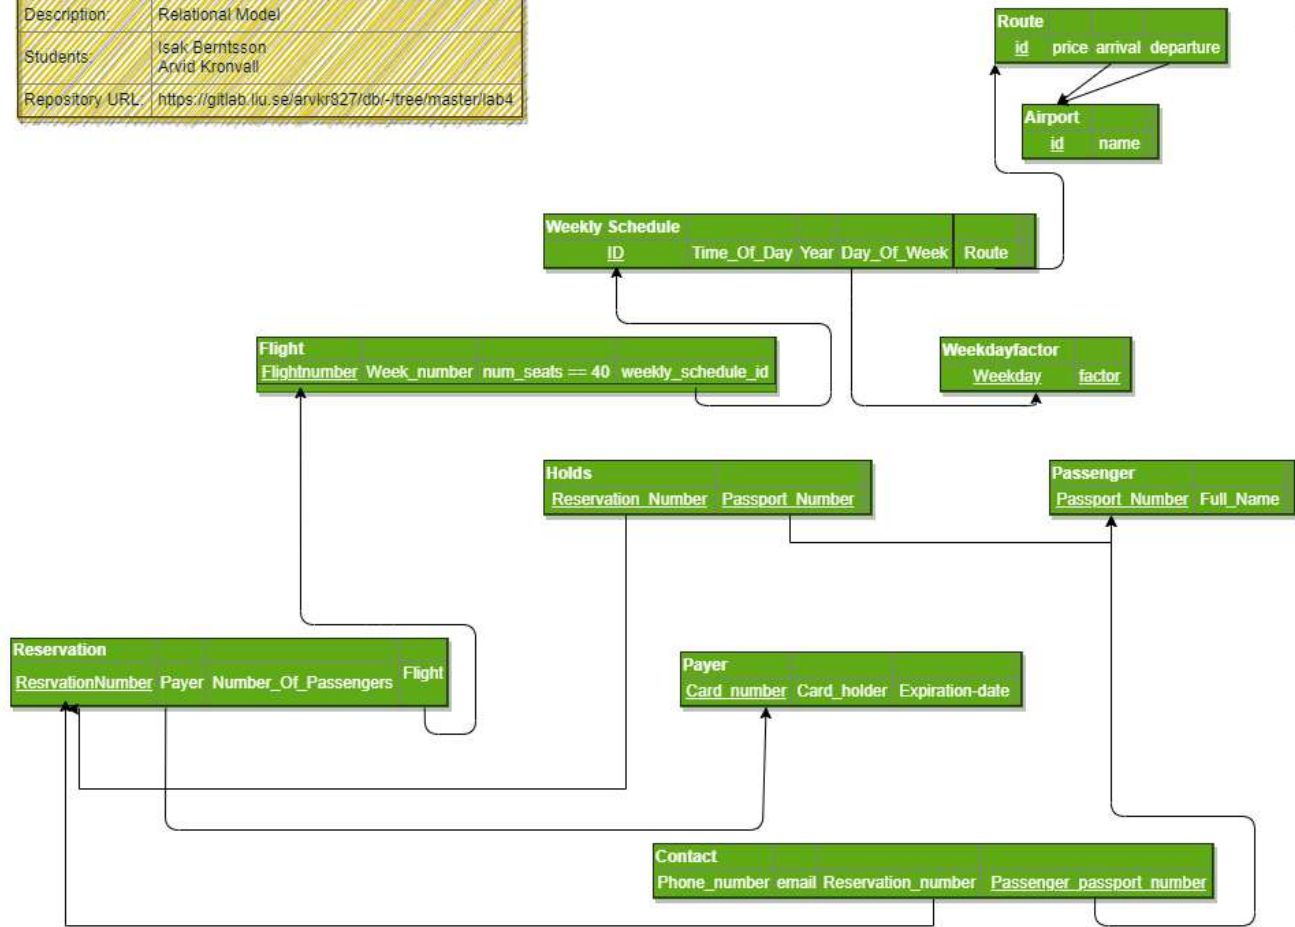 Description: Relational Model
Students: Isak Berntsson
Arvid Kronvall
Repository URL: https://gitlab.liu.se/arvkr827/db/-/tree/master/lab4
Route
id price arrival departure
Airport
id name
Weekly Schedule
ID Time_Of_Day Year Day_Of_Week Route
Flight
Flightnumber Week_number num_seats == 40 weekly_schedule_id
Weekdayfactor
Weekday factor
Holds
Reservation_Number Passport_Number
Passenger
Passport_Number Full_Name
Reservation
ResrvationNumber Payer Number_Of_Passengers Flight
Payer
Card_number Card_holder Expiration-date
Contact
Phone_number email Reservation_number Passenger_passport_number